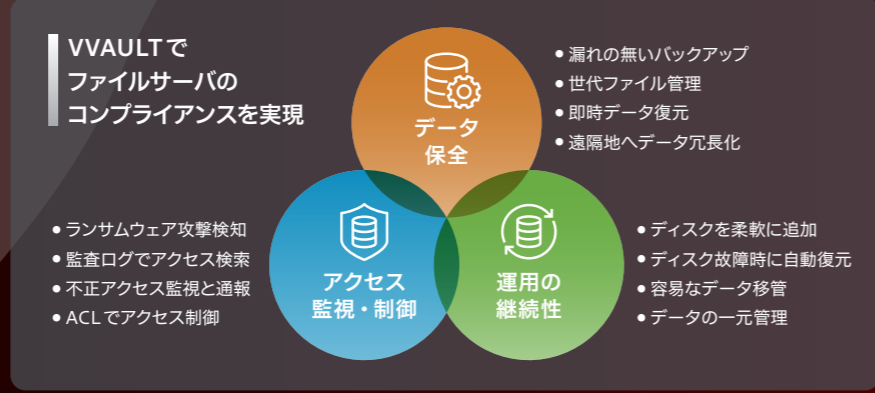 VVAULTで
ファイルサーバの
コンプライアンスを実現
データ
保全
●漏れの無いバックアップ
●世代ファイル管理
●即時データ復元
●遠隔地へデータ冗長化
●ランサムウェア攻撃検知
●監査ログでアクセス検索
●不正アクセス監視と通報
●ACLでアクセス制御
アクセス
監視・制御
運用の
継続性
●ディスクを柔軟に追加
●ディスク故障時に自動復元
●容易なデータ移管
●データの一元管理